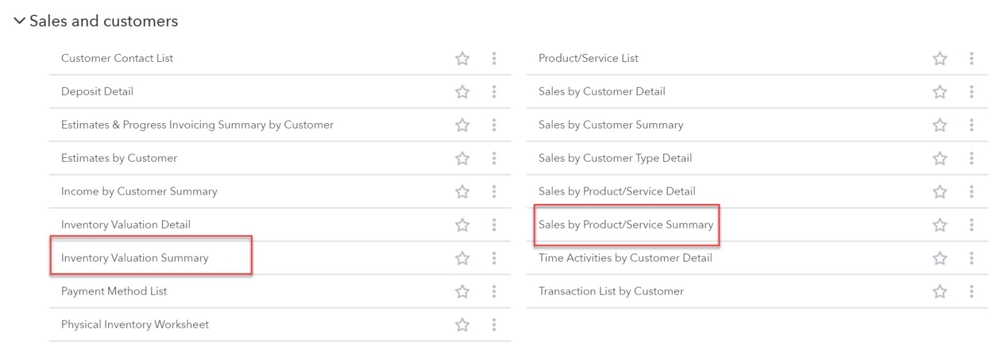 Sales and customers
Customer Contact List
Deposit Detail
Estimates & Progress Invoicing Summary by Customer
Estimates by Customer
Income by Customer Summary
Inventory Valuation Detail
Inventory Valuation Summary
Payment Method List
Physical Inventory Worksheet
Product/Service List
Sales by Customer Detail
Sales by Customer Summary
Sales by Customer Type Detail
Sales by Product/Service Detail
Sales by Product/Service Summary
Time Activities by Customer Detail
Transaction List by Customer